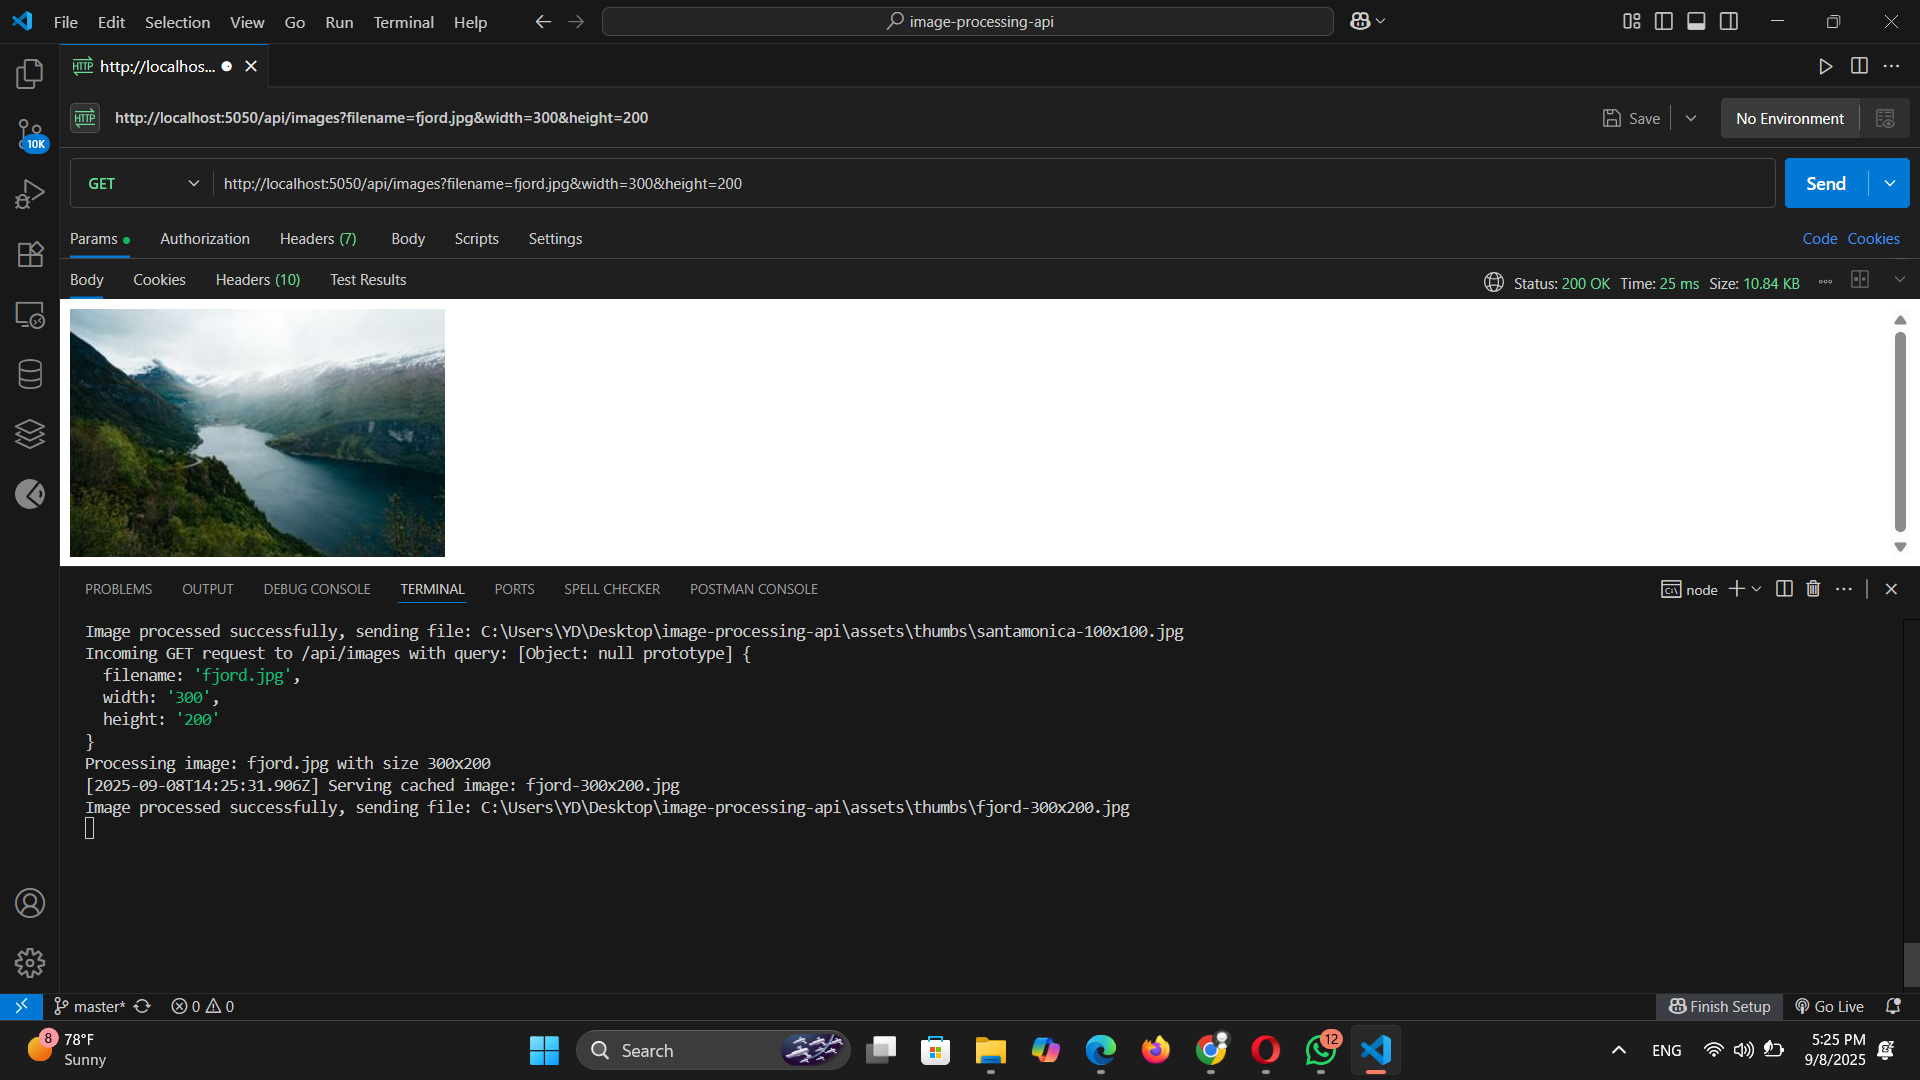 File Edit Selection View Go Run Terminal Help
image-processing-api
HTTP http://localhos...
HTTP http://localhost:5050/api/images?filename=fjord.jpg&width=300&height=200
Save
No Environment
GET http://localhost:5050/api/images?filename=fjord.jpg&width=300&height=200
Send
10K
Params Authorization Headers (7) Body Scripts Settings
Code Cookies
Body Cookies Headers (10) Test Results
Status: 200 OK Time: 25 ms Size: 10.84 KB
PROBLEMS OUTPUT DEBUG CONSOLE TERMINAL PORTS SPELL CHECKER POSTMAN CONSOLE
node
Image processed successfully, sending file: C:\Users\YD\Desktop\image-processing-api\assets\thumbs\santamonica-100x100.jpg
Incoming GET request to /api/images with query: [Object: null prototype] {
filename: 'fjord.jpg',
width: '300',
height: '200'
}
Processing image: fjord.jpg with size 300x200
[2025-09-08T14:25:31.906Z] Serving cached image: fjord-300x200.jpg
Image processed successfully, sending file: C:\Users\YD\Desktop\image-processing-api\assets\thumbs\fjord-300x200.jpg
master* 0 0
Finish Setup Go Live
8
78°F
Sunny
Search
12
ENG
5:25 PM
9/8/2025